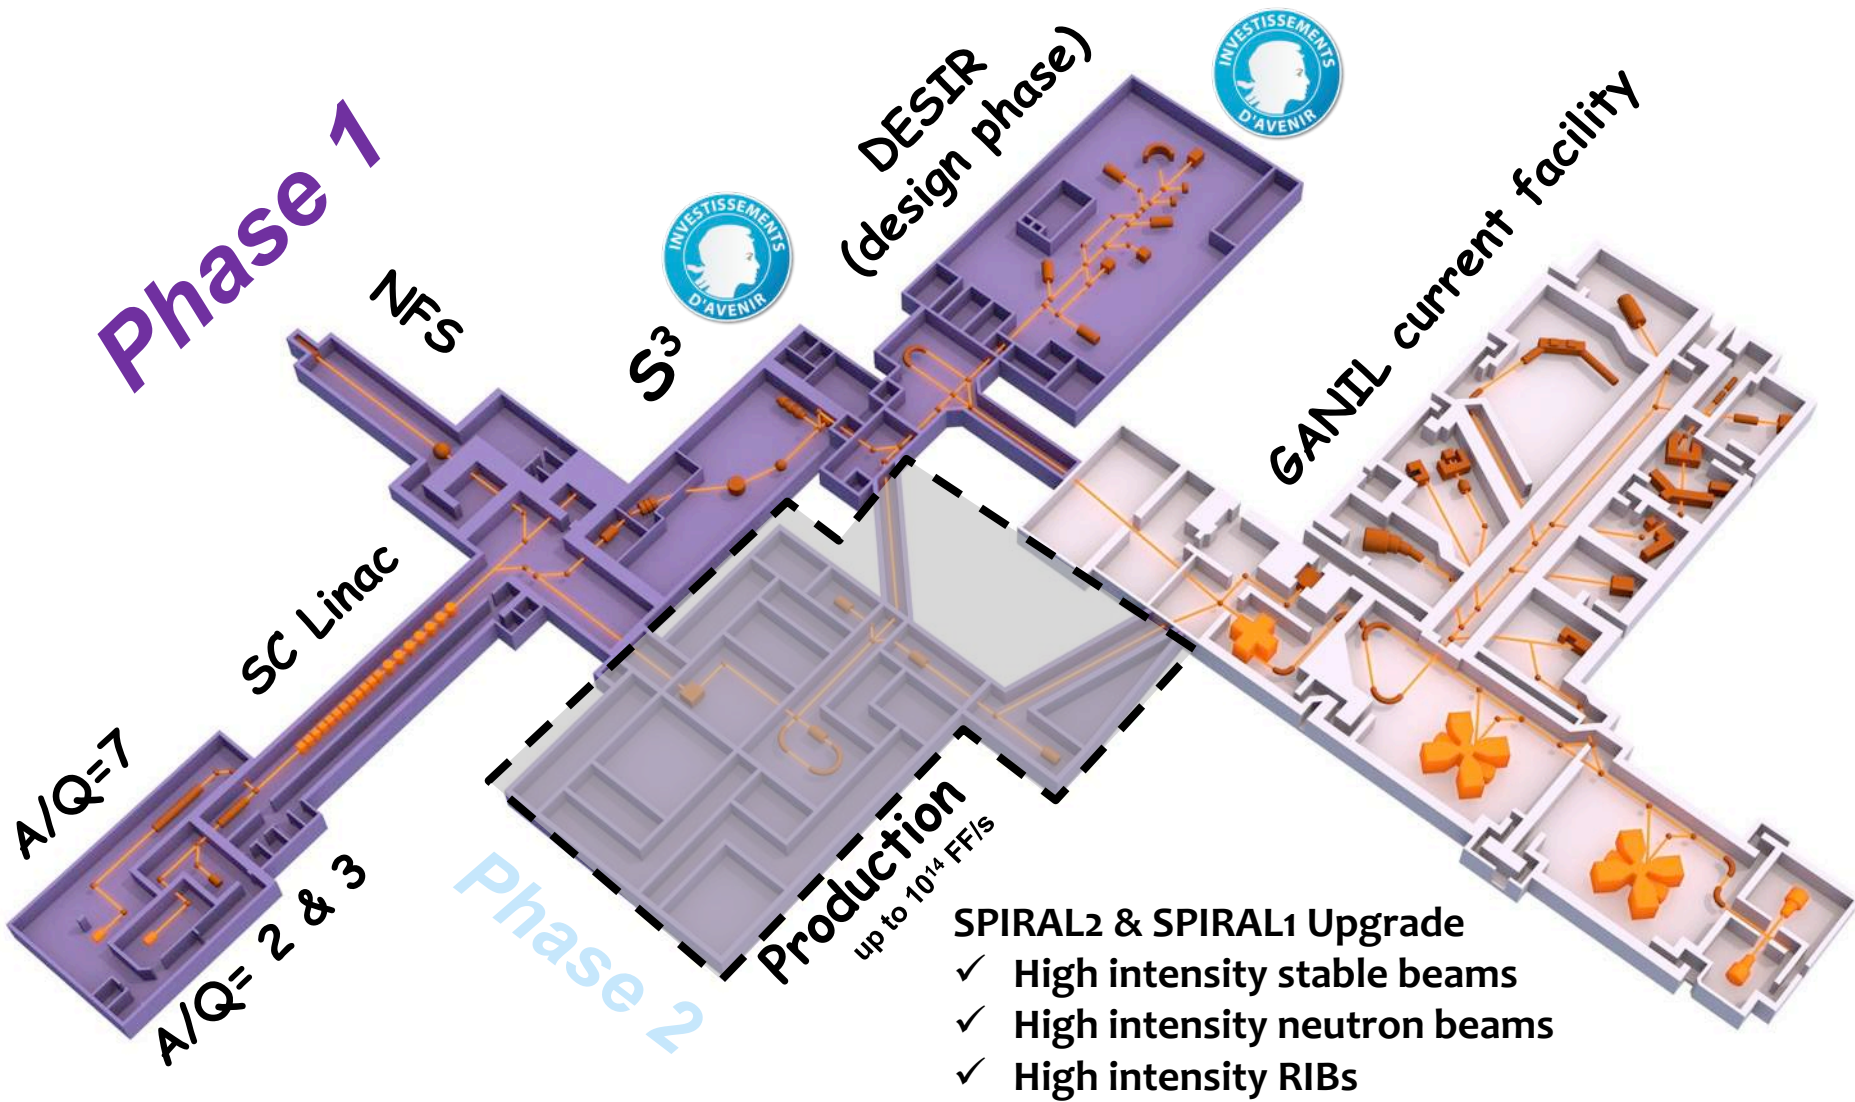 Phase 1
NFS
S³
INVESTISSEMENTS
D'AVENIR
DESIR
(design phase)
INVESTISSEMENTS
D'AVENIR
GANIL current facility
SC Linac
A/Q=7
A/Q= 2 & 3
Phase 2
Production
up to 10¹⁴ FF/s
SPIRAL2 & SPIRAL1 Upgrade
✓ High intensity stable beams
✓ High intensity neutron beams
✓ High intensity RIBs